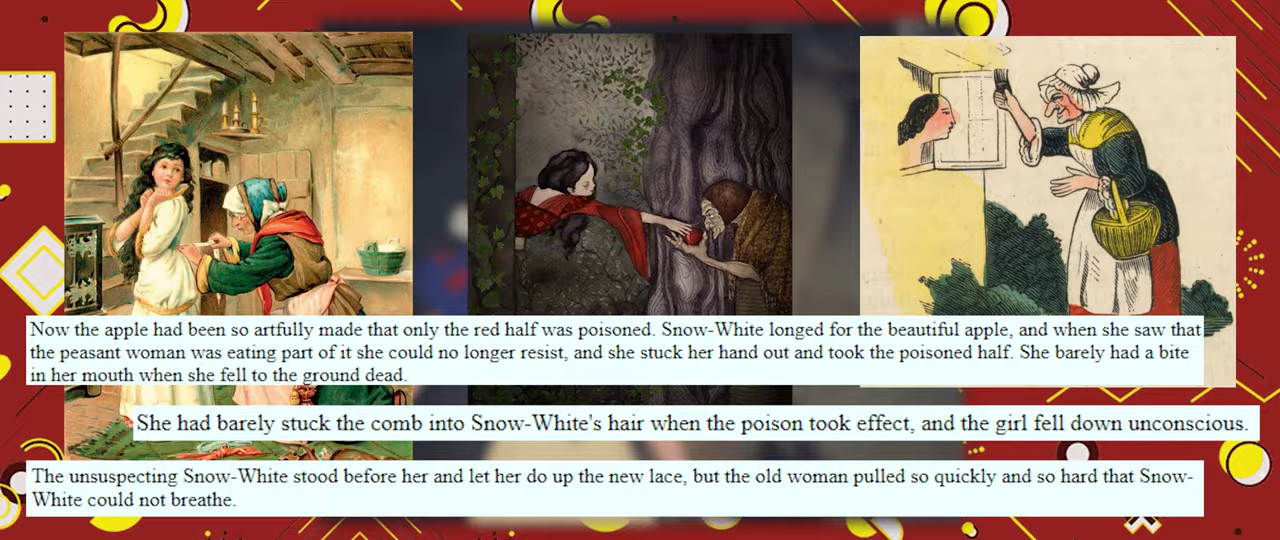 Now the apple had been so artfully made that only the red half was poisoned. Snow-White longed for the beautiful apple, and when she saw that
the peasant woman was eating part of it she could no longer resist, and she stuck her hand out and took the poisoned half. She barely had a bite
in her mouth when she fell to the ground dead.
She had barely stuck the comb into Snow-White's hair when the poison took effect, and the girl fell down unconscious.
The unsuspecting Snow-White stood before her and let her do up the new lace, but the old woman pulled so quickly and so hard that Snow-
White could not breathe.